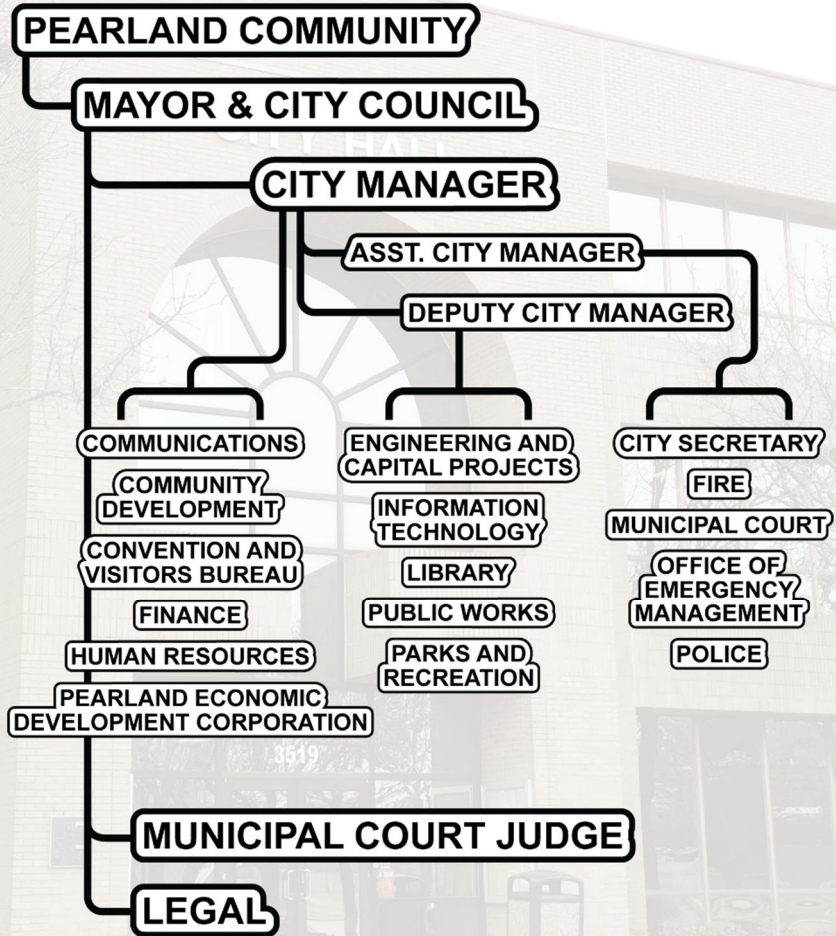 PEARLAND COMMUNITY
MAYOR & CITY COUNCIL
CITY HALL
CITY MANAGER
ASST. CITY MANAGER
DEPUTY CITY MANAGER
COMMUNICATIONS
COMMUNITY
DEVELOPMENT
CONVENTION AND
VISITORS BUREAU
FINANCE
HUMAN RESOURCES
PEARLAND ECONOMIC
DEVELOPMENT CORPORATION
ENGINEERING AND
CAPITAL PROJECTS
INFORMATION
TECHNOLOGY
LIBRARY
PUBLIC WORKS
PARKS AND
RECREATION
CITY SECRETARY
FIRE
MUNICIPAL COURT
OFFICE OF
EMERGENCY
MANAGEMENT
POLICE
3519
MUNICIPAL COURT JUDGE
LEGAL